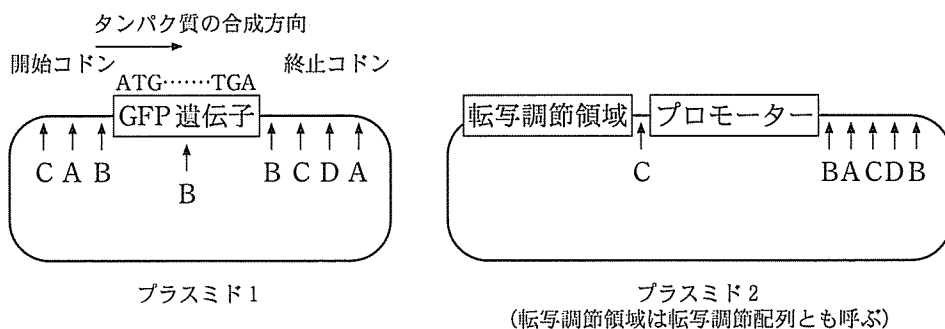 タンパク質の合成方向
開始コドン
終止コドン
ATG·······TGA
GFP遺伝子
C A B
B
B C D A
プラスミド1
転写調節領域
プロモーター
C
B A C D B
プラスミド2
(転写調節領域は転写調節配列とも呼ぶ)